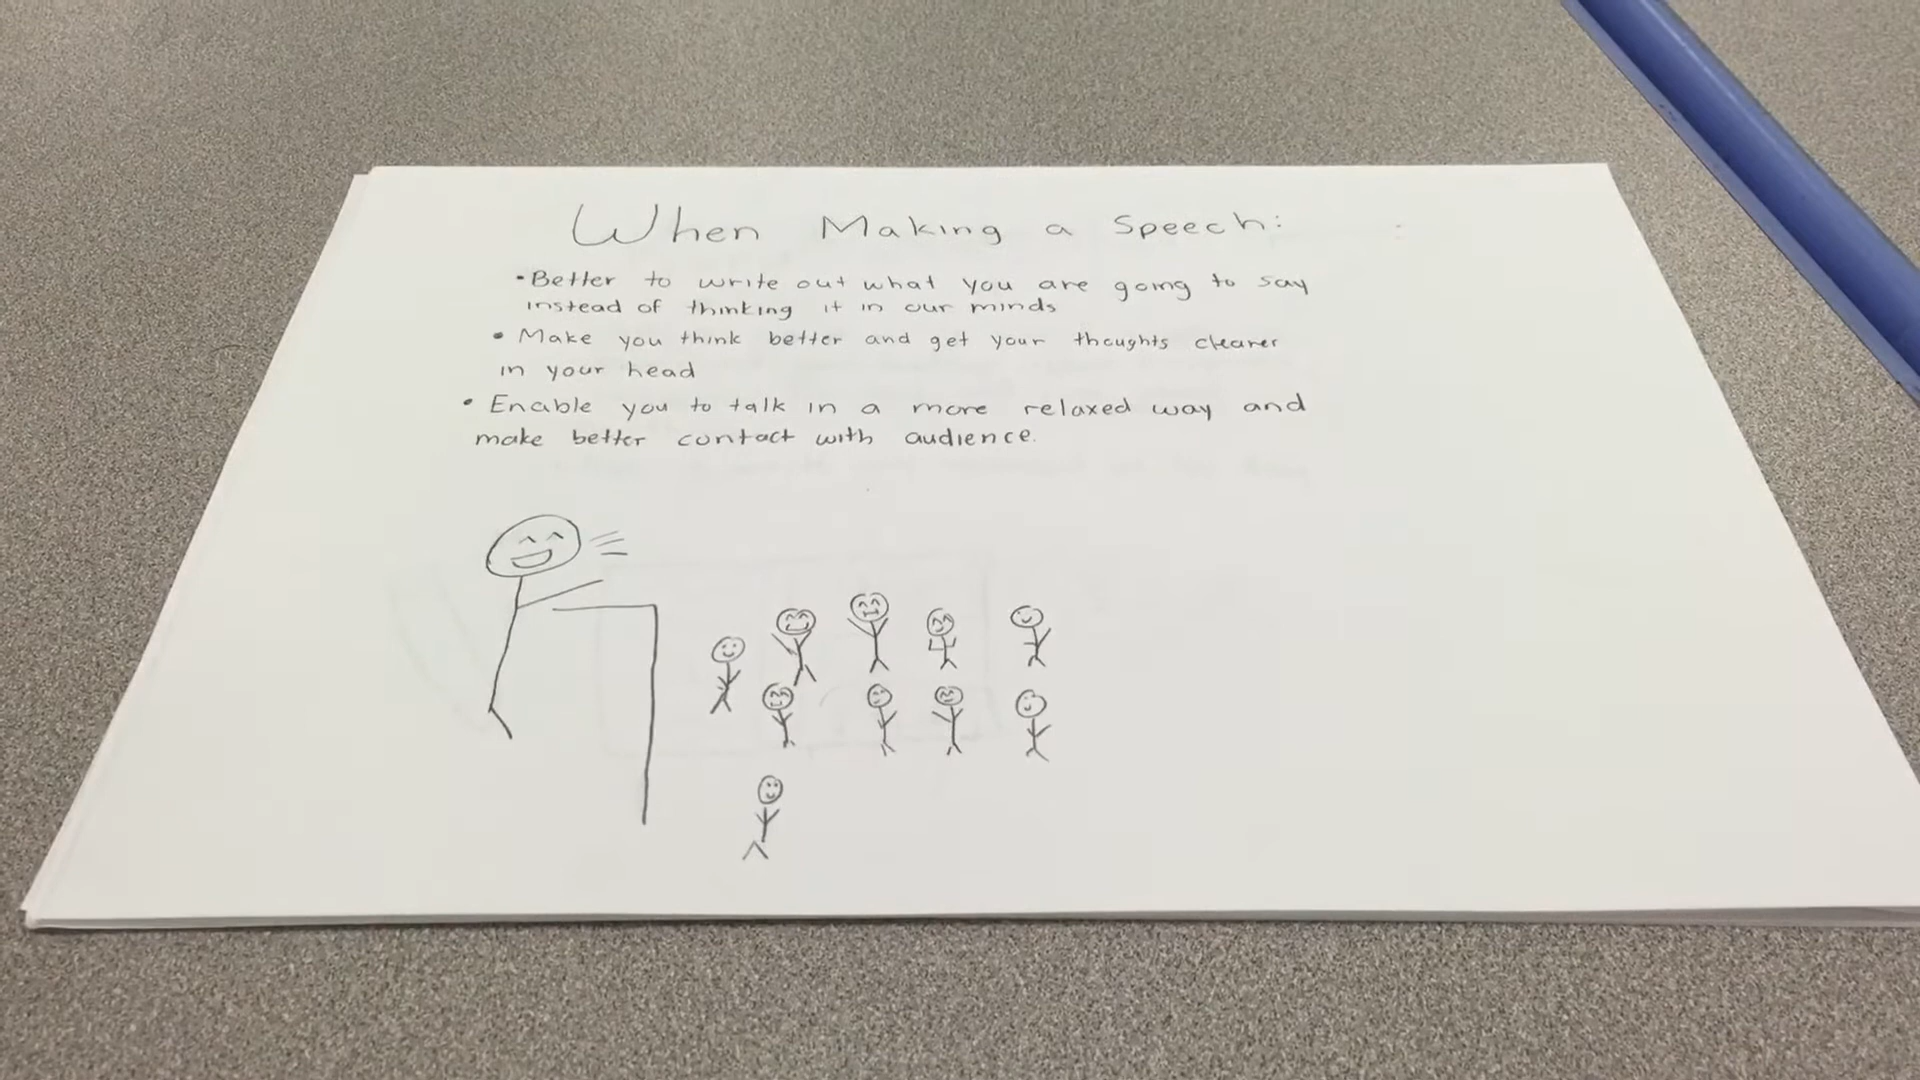 When Making a Speech:
•Better to write out what you are going to say
instead of thinking it in our minds
• Make you think better and get your thoughts clearer
in your head
• Enable you to talk in a more relaxed way and
make better contact with audience.